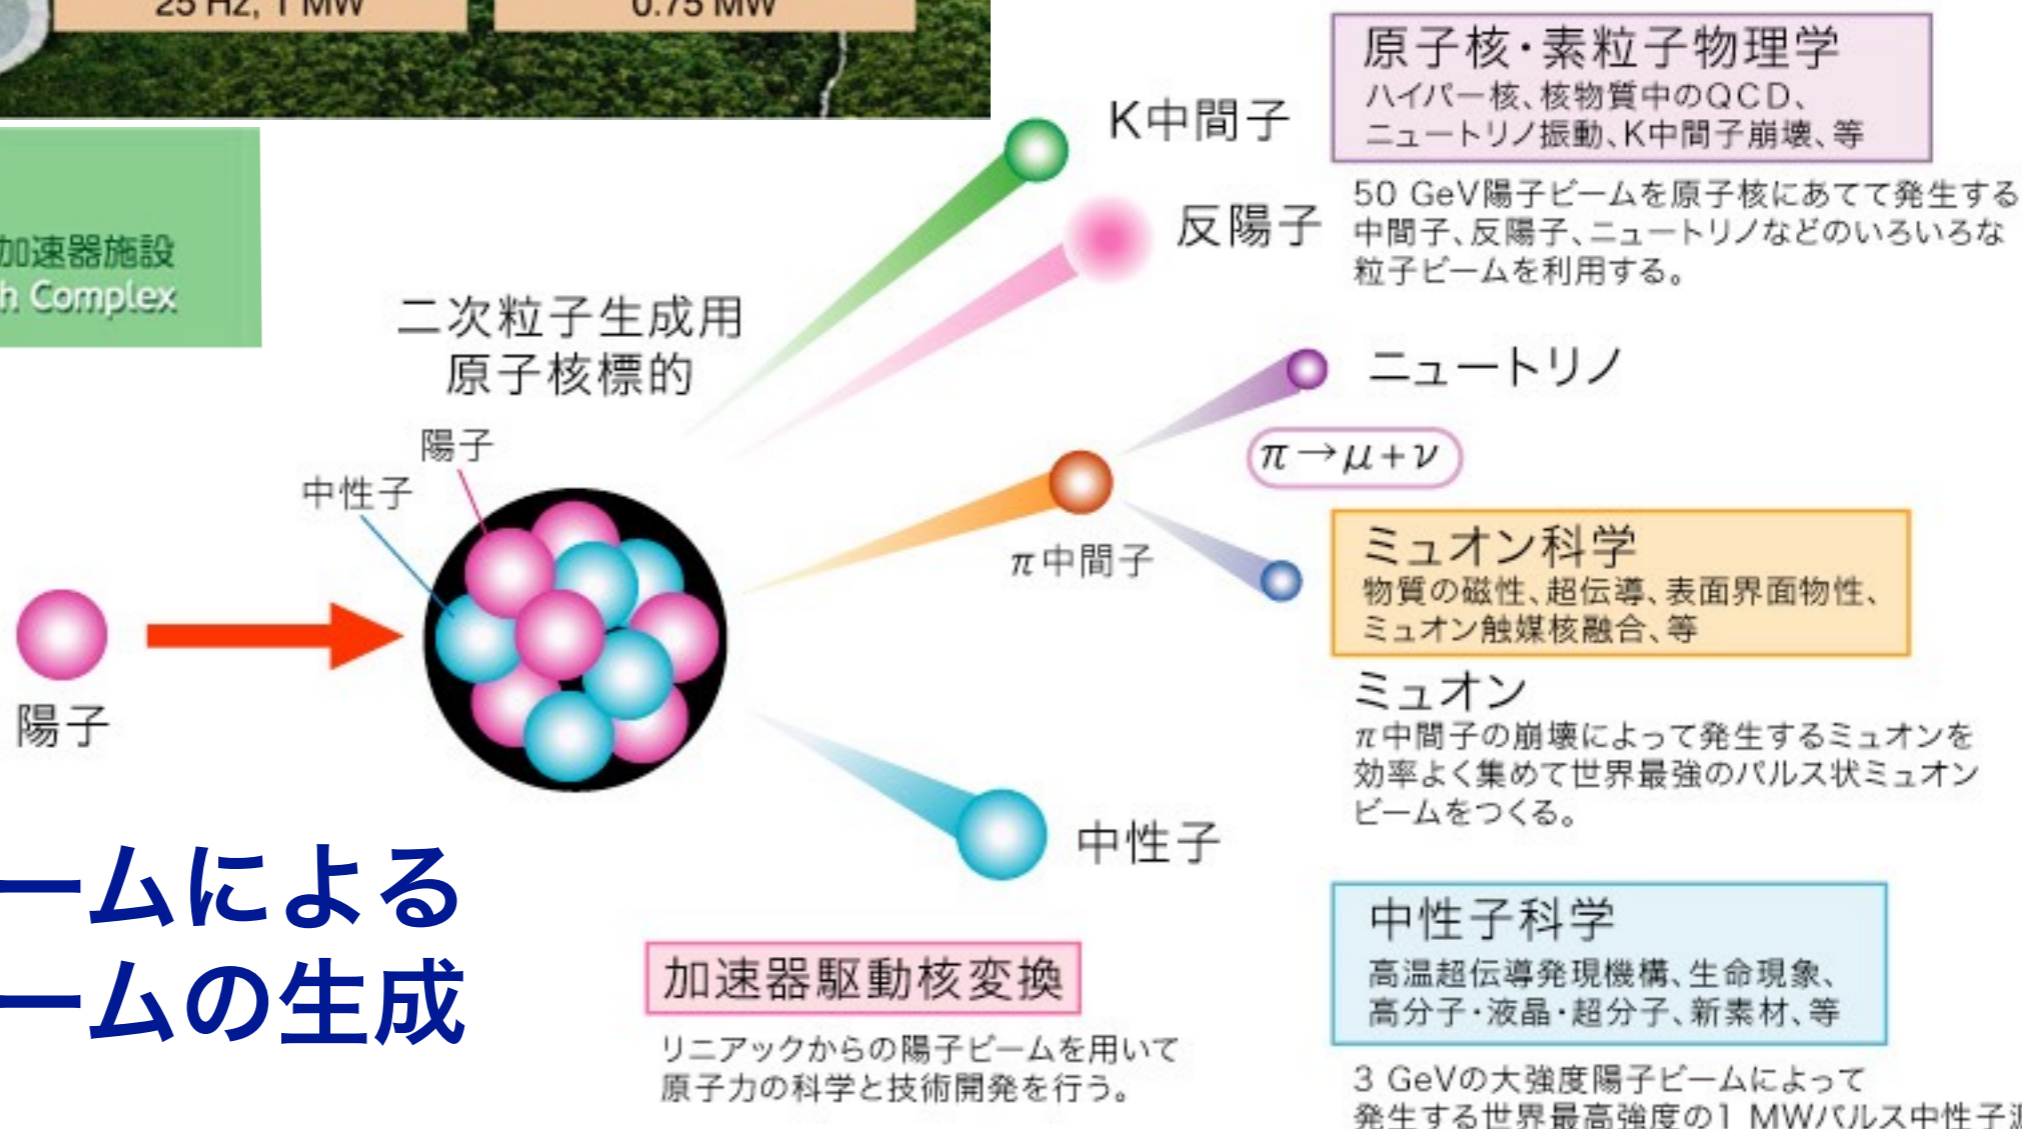 25 Hz, 1 MW
0.75 MW
加速器施設
h Complex
二次粒子生成用
原子核標的
陽子
中性子
陽子
K中間子
反陽子
ニュートリノ
π→μ+ν
π中間子
中性子
原子核・素粒子物理学
ハイパー核、核物質中のQCD、
ニュートリノ振動、K中間子崩壊、等
50 GeV陽子ビームを原子核にあてて発生する
中間子、反陽子、ニュートリノなどのいろいろな
粒子ビームを利用する。
ミュオン科学
物質の磁性、超伝導、表面界面物性、
ミュオン触媒核融合、等
ミュオン
π中間子の崩壊によって発生するミュオンを
効率よく集めて世界最強のパルス状ミュオン
ビームをつくる。
中性子科学
高温超伝導発現機構、生命現象、
高分子・液晶・超分子、新素材、等
3 GeVの大強度陽子ビームによって
発生する世界最高強度の1 MWパルス中性子源
ームによる
ームの生成
加速器駆動核変換
リニアックからの陽子ビームを用いて
原子力の科学と技術開発を行う。